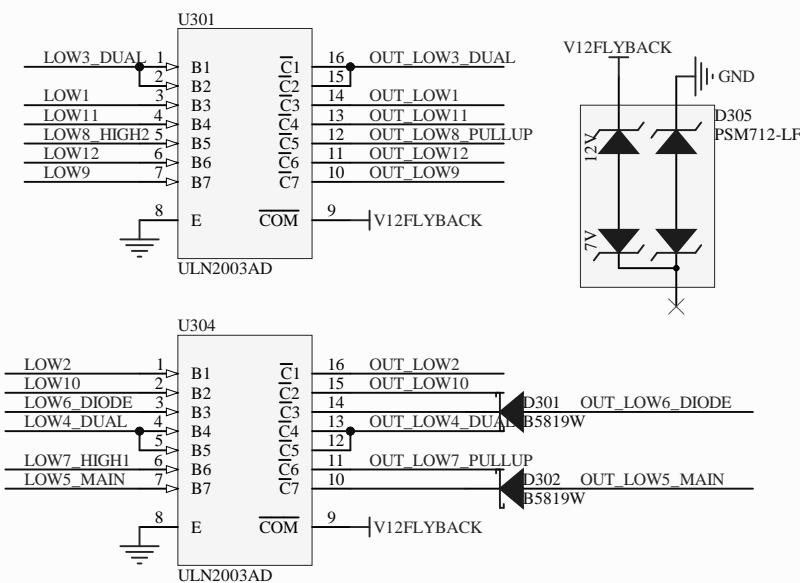 U301
LOW3_DUAL 1 B1 C1 16 OUT_LOW3_DUAL
2 B2 C2 15
LOW1 3 B3 C3 14 OUT_LOW1
LOW11 4 B4 C4 13 OUT_LOW11
LOW8_HIGH2 5 B5 C5 12 OUT_LOW8_PULLUP
LOW12 6 B6 C6 11 OUT_LOW12
LOW9 7 B7 C7 10 OUT_LOW9
8 E COM 9 V12FLYBACK
ULN2003AD
V12FLYBACK
GND
D305
PSM712-LF
12V
7V
U304
LOW2 1 B1 C1 16 OUT_LOW2
LOW10 2 B2 C2 15 OUT_LOW10
LOW6_DIODE 3 B3 C3 14 D301 OUT_LOW6_DIODE
LOW4_DUAL 4 B4 C4 13 OUT_LOW4_DUAL B5819W
5 B5 C5 12
LOW7_HIGH1 6 B6 C6 11 OUT_LOW7_PULLUP
LOW5_MAIN 7 B7 C7 10 D302 OUT_LOW5_MAIN
B5819W
8 E COM 9 V12FLYBACK
ULN2003AD